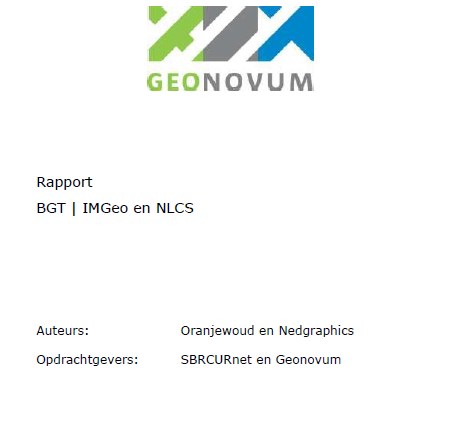 GEONOVUM
Rapport
BGT | IMGeo en NLCS
Auteurs: Oranjewoud en Nedgraphics
Opdrachtgevers: SBRCURnet en Geonovum